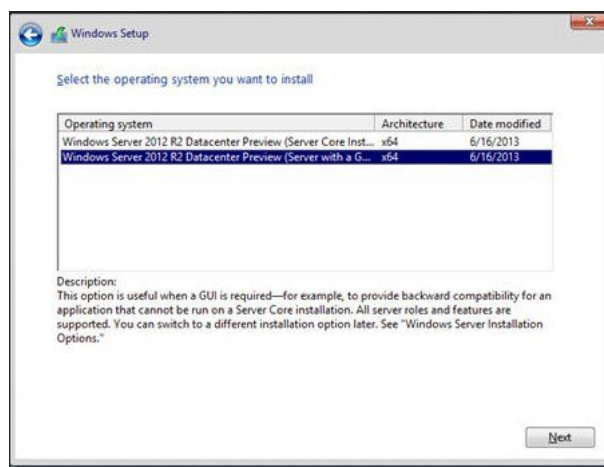 Windows Setup
Select the operating system you want to install
Operating system Architecture Date modified
Windows Server 2012 R2 Datacenter Preview (Server Core Inst... x64 6/16/2013
Windows Server 2012 R2 Datacenter Preview (Server with a G... x64 6/16/2013
Description:
This option is useful when a GUI is required—for example, to provide backward compatibility for an
application that cannot be run on a Server Core installation. All server roles and features are
supported. You can switch to a different installation option later. See "Windows Server Installation
Options."
Next